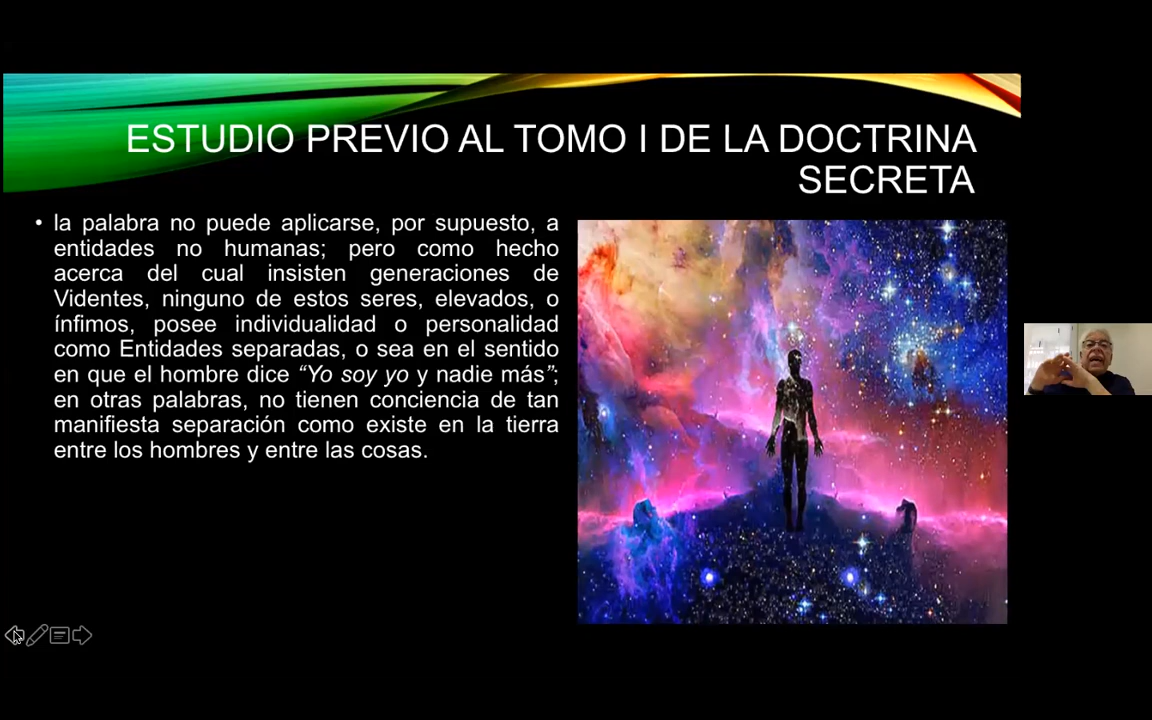 ESTUDIO PREVIO AL TOMO I DE LA DOCTRINA
SECRETA
• la palabra no puede aplicarse, por supuesto, a
entidades no humanas; pero como hecho
acerca del cual insisten generaciones de
Videntes, ninguno de estos seres, elevados, o
ínfimos, posee individualidad o personalidad
como Entidades separadas, o sea en el sentido
en que el hombre dice “Yo soy yo y nadie más”;
en otras palabras, no tienen conciencia de tan
manifiesta separación como existe en la tierra
entre los hombres y entre las cosas.